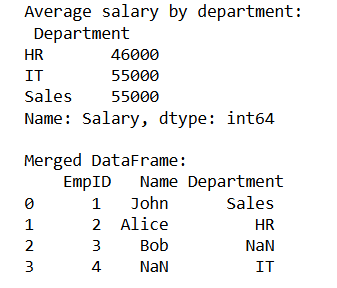 Average salary by department:
 Department
HR       46000
IT       55000
Sales    55000
Name: Salary, dtype: int64

Merged DataFrame:
    EmpID   Name Department
0      1   John      Sales
1      2  Alice         HR
2      3    Bob        NaN
3      4    NaN         IT